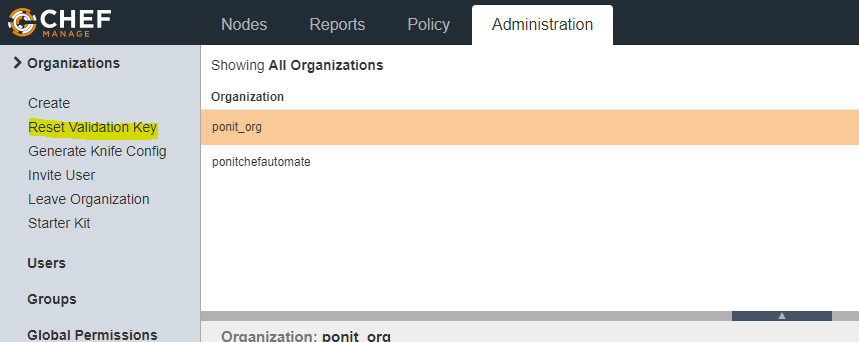 CHEF
MANAGE
Nodes Reports Policy Administration
Organizations
Create
Reset Validation Key
Generate Knife Config
Invite User
Leave Organization
Starter Kit
Users
Groups
Global Permissions
Showing All Organizations
Organization
ponit_org
ponitchefautomate
Organization: ponit_org